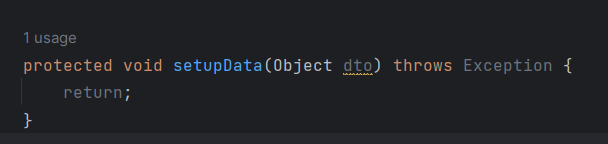 1 usage
protected void setupData(Object dto) throws Exception {
    return;
}